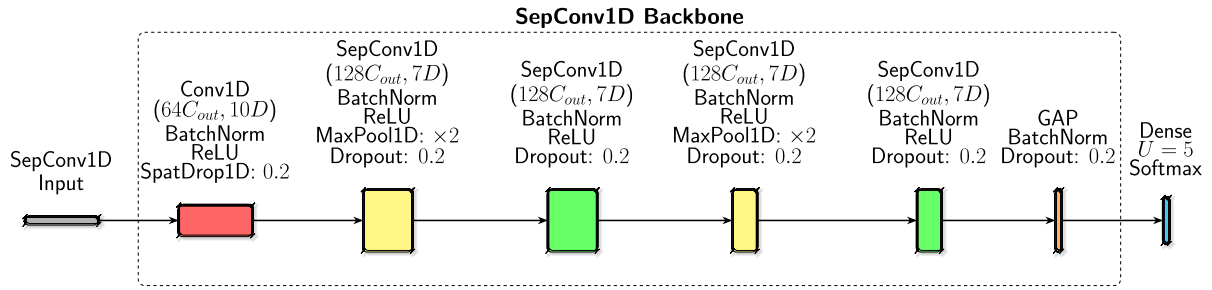 SepConv1D Backbone
SepConv1D
Input
Conv1D
(64C_out, 10D)
BatchNorm
ReLU
SpatDrop1D: 0.2
SepConv1D
(128C_out, 7D)
BatchNorm
ReLU
MaxPool1D: ×2
Dropout: 0.2
SepConv1D
(128C_out, 7D)
BatchNorm
ReLU
Dropout: 0.2
SepConv1D
(128C_out, 7D)
BatchNorm
ReLU
MaxPool1D: ×2
Dropout: 0.2
SepConv1D
(128C_out, 7D)
BatchNorm
ReLU
Dropout: 0.2
GAP
BatchNorm
Dropout: 0.2
Dense
U = 5
Softmax